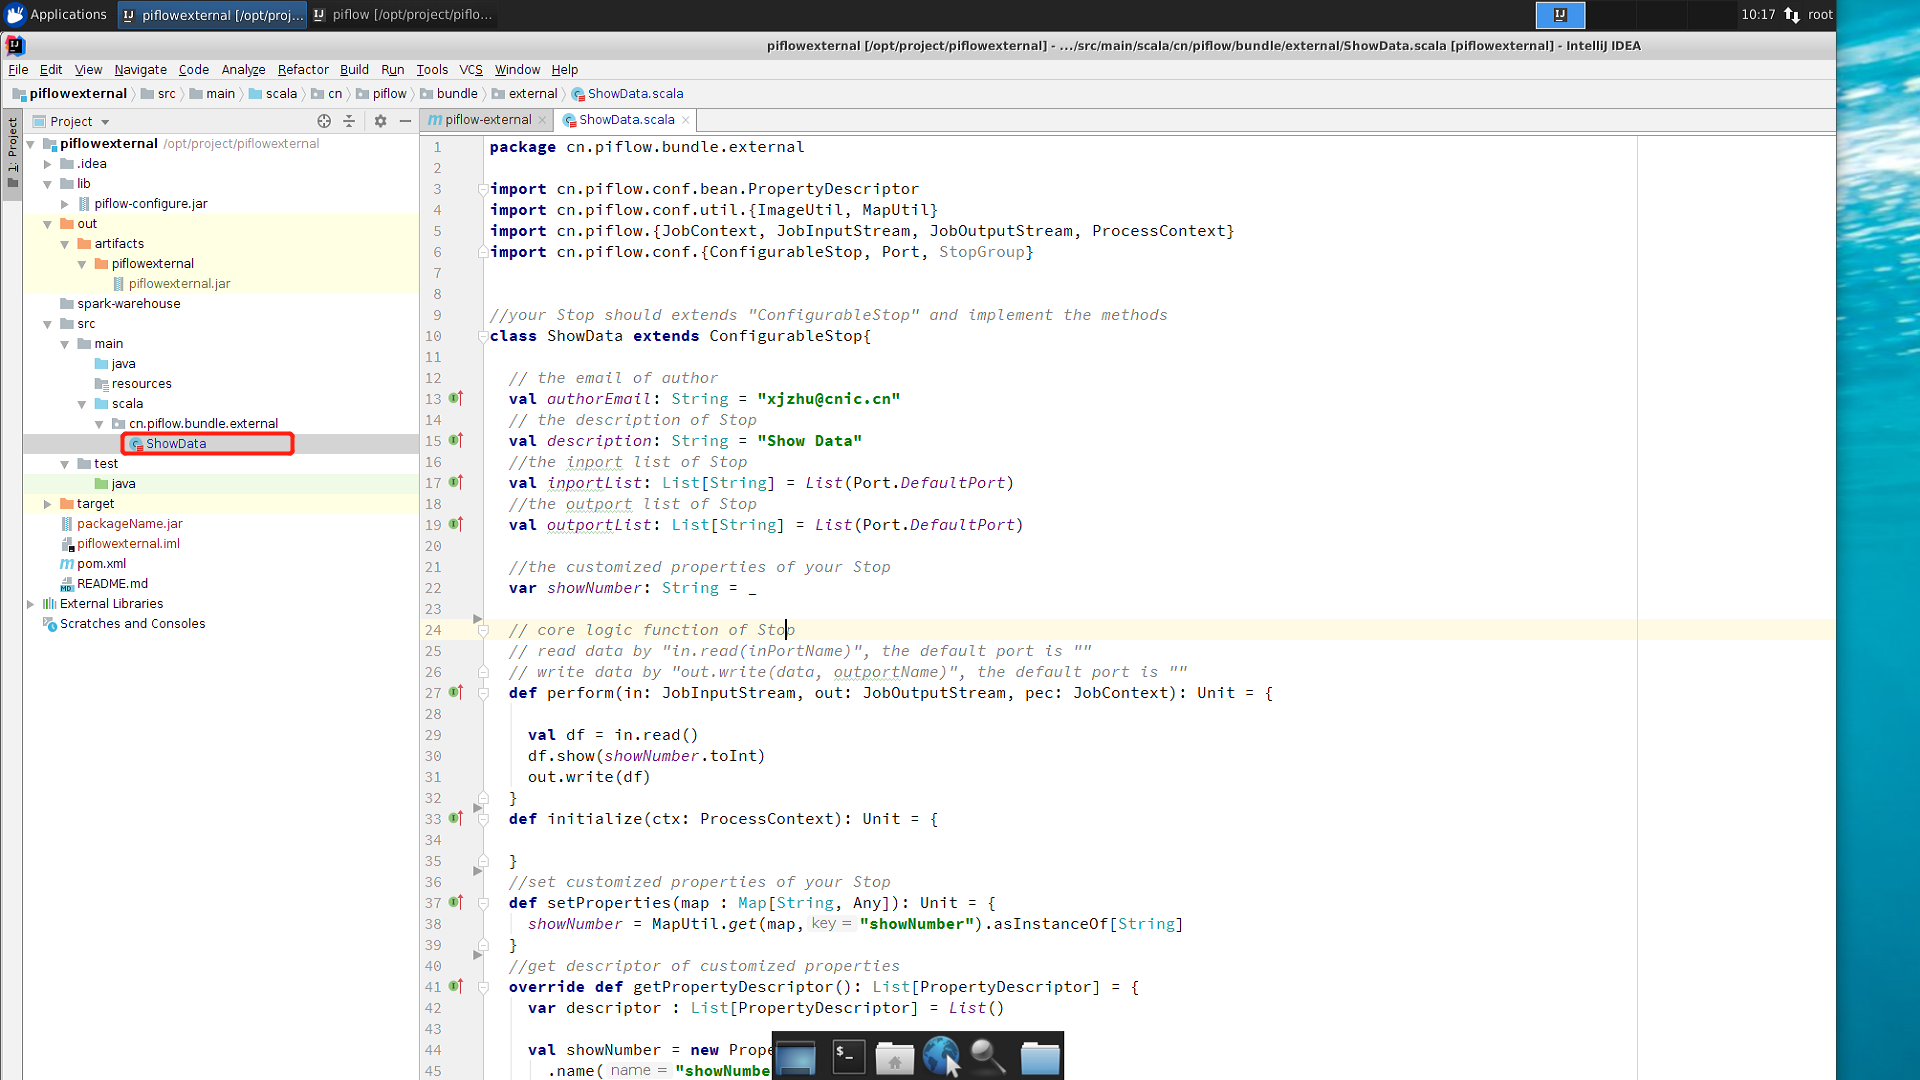 Applications
piflowexternal [/opt/proj...
piflow [/opt/project/piflo...
10:17
root
piflowexternal [/opt/project/piflowexternal] - .../src/main/scala/cn/piflow/bundle/external/ShowData.scala [piflowexternal] - IntelliJ IDEA
File Edit View Navigate Code Analyze Refactor Build Run Tools VCS Window Help
piflowexternal src main scala cn piflow bundle external ShowData.scala
1: Project
Project
piflow-external
ShowData.scala
piflowexternal /opt/project/piflowexternal
.idea
lib
piflow-configure.jar
out
artifacts
piflowexternal
piflowexternal.jar
spark-warehouse
src
main
java
resources
scala
cn.piflow.bundle.external
ShowData
test
java
target
packageName.jar
piflowexternal.iml
pom.xml
README.md
External Libraries
Scratches and Consoles
1 package cn.piflow.bundle.external
2
3 import cn.piflow.conf.bean.PropertyDescriptor
4 import cn.piflow.conf.util.{ImageUtil, MapUtil}
5 import cn.piflow.{JobContext, JobInputStream, JobOutputStream, ProcessContext}
6 import cn.piflow.conf.{ConfigurableStop, Port, StopGroup}
7
8
9 //your Stop should extends "ConfigurableStop" and implement the methods
10 class ShowData extends ConfigurableStop{
11
12 // the email of author
13 val authorEmail: String = "xjzhu@cnic.cn"
14 // the description of Stop
15 val description: String = "Show Data"
16 //the inport list of Stop
17 val inportList: List[String] = List(Port.DefaultPort)
18 //the outport list of Stop
19 val outportList: List[String] = List(Port.DefaultPort)
20
21 //the customized properties of your Stop
22 var showNumber: String = _
23
24 // core logic function of Stop
25 // read data by "in.read(inPortName)", the default port is ""
26 // write data by "out.write(data, outportName)", the default port is ""
27 def perform(in: JobInputStream, out: JobOutputStream, pec: JobContext): Unit = {
28
29 val df = in.read()
30 df.show(showNumber.toInt)
31 out.write(df)
32 }
33 def initialize(ctx: ProcessContext): Unit = {
34
35 }
36 //set customized properties of your Stop
37 def setProperties(map : Map[String, Any]): Unit = {
38 showNumber = MapUtil.get(map, key = "showNumber").asInstanceOf[String]
39 }
40 //get descriptor of customized properties
41 override def getPropertyDescriptor(): List[PropertyDescriptor] = {
42 var descriptor : List[PropertyDescriptor] = List()
43
44 val showNumber = new Prope
45 .name( name = "showNumbe